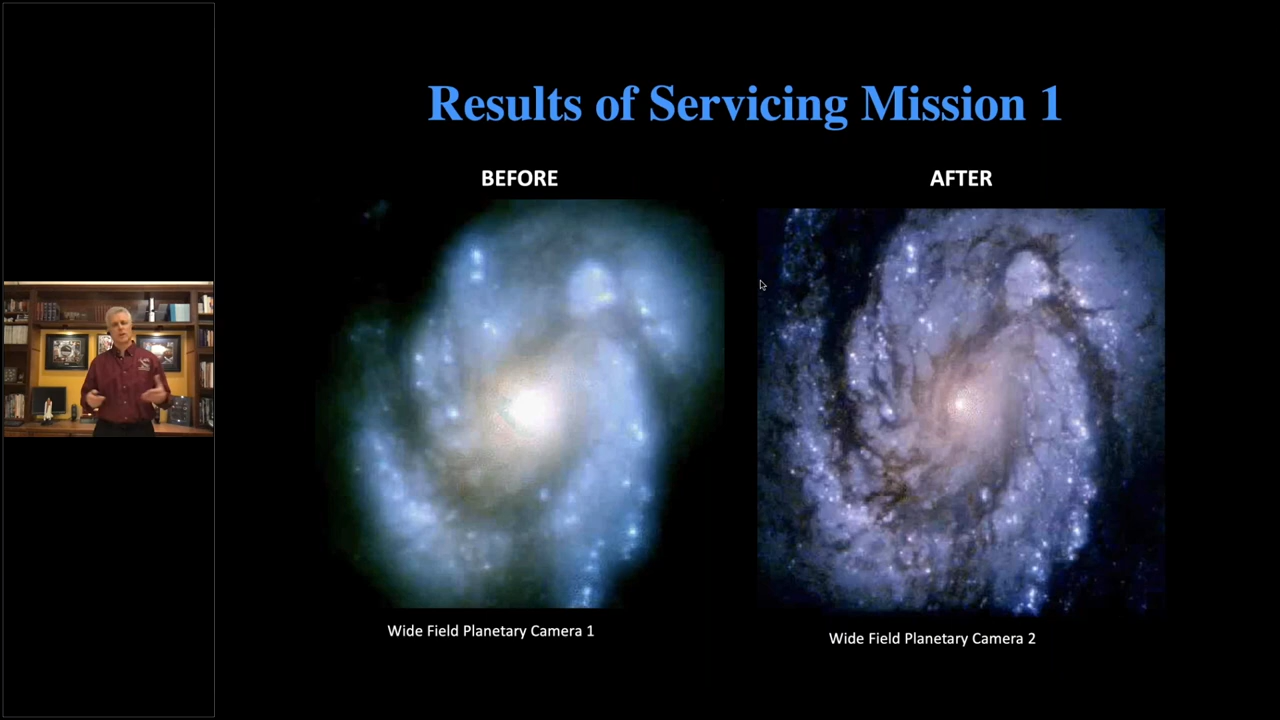 Results of Servicing Mission 1
BEFORE
AFTER
Wide Field Planetary Camera 1
Wide Field Planetary Camera 2